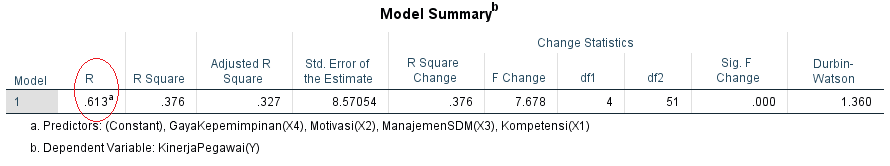 Model Summaryb
Change Statistics
Model R R Square Adjusted R Square Std. Error of the Estimate R Square Change F Change df1 df2 Sig. F Change Durbin-Watson
1 .613a .376 .327 8.57054 .376 7.678 4 51 .000 1.360
a. Predictors: (Constant), GayaKepemimpinan(X4), Motivasi(X2), ManajemenSDM(X3), Kompetensi(X1)
b. Dependent Variable: KinerjaPegawai(Y)